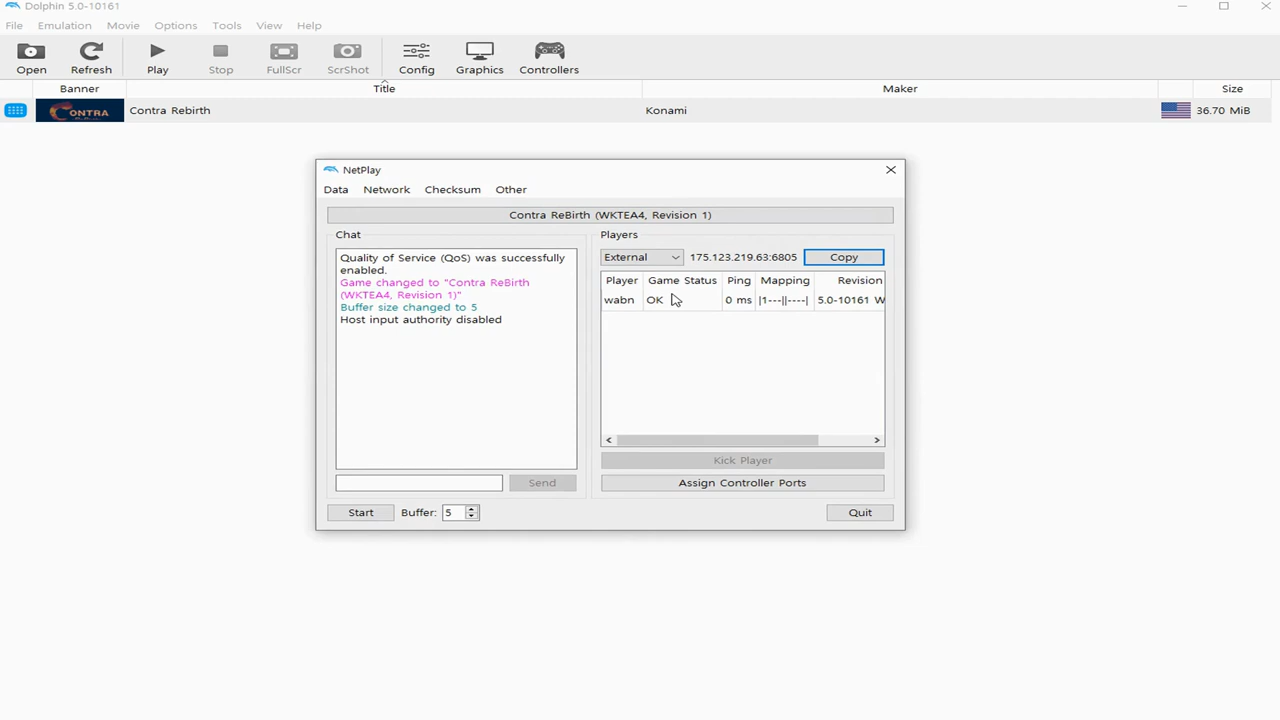 Dolphin 5.0-10161
File Emulation Movie Options Tools View Help
Open Refresh Play Stop FullScr ScrShot Config Graphics Controllers
Banner Title Maker Size
CONTRA Contra Rebirth Konami 36.70 MiB
NetPlay
Data Network Checksum Other
Contra ReBirth (WKTEA4, Revision 1)
Chat
Quality of Service (QoS) was successfully
enabled.
Game changed to "Contra ReBirth
(WKTEA4, Revision 1)"
Buffer size changed to 5
Host input authority disabled
Send
Players
External 175.123.219.63:6805 Copy
Player Game Status Ping Mapping Revision
wabn OK 0 ms |1---||----| 5.0-10161 W
Kick Player
Assign Controller Ports
Start Buffer: 5 Quit